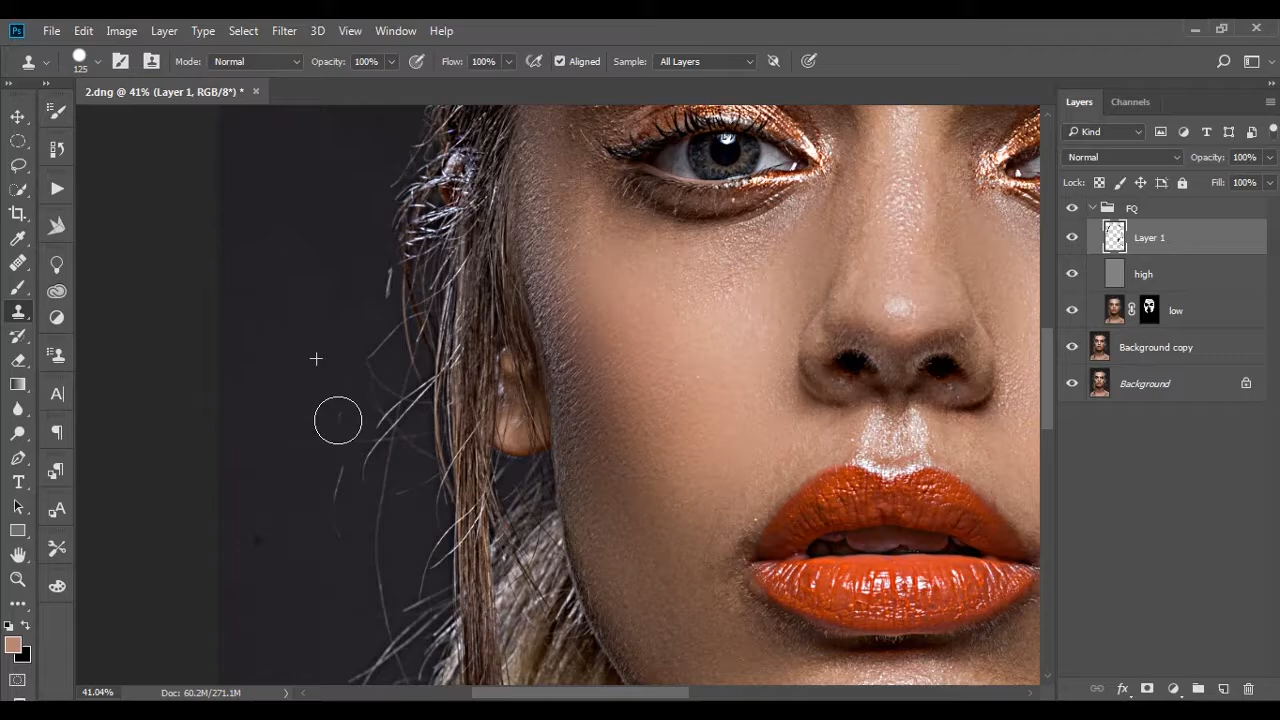 Ps File Edit Image Layer Type Select Filter 3D View Window Help
125 Mode: Normal Opacity: 100% Flow: 100% Aligned Sample: All Layers
2.dng @ 41% (Layer 1, RGB/8*) *
Layers Channels
Kind
Normal Opacity: 100%
Lock: Fill: 100%
FQ
Layer 1
high
low
Background copy
Background
41.04% Doc: 60.2M/271.1M